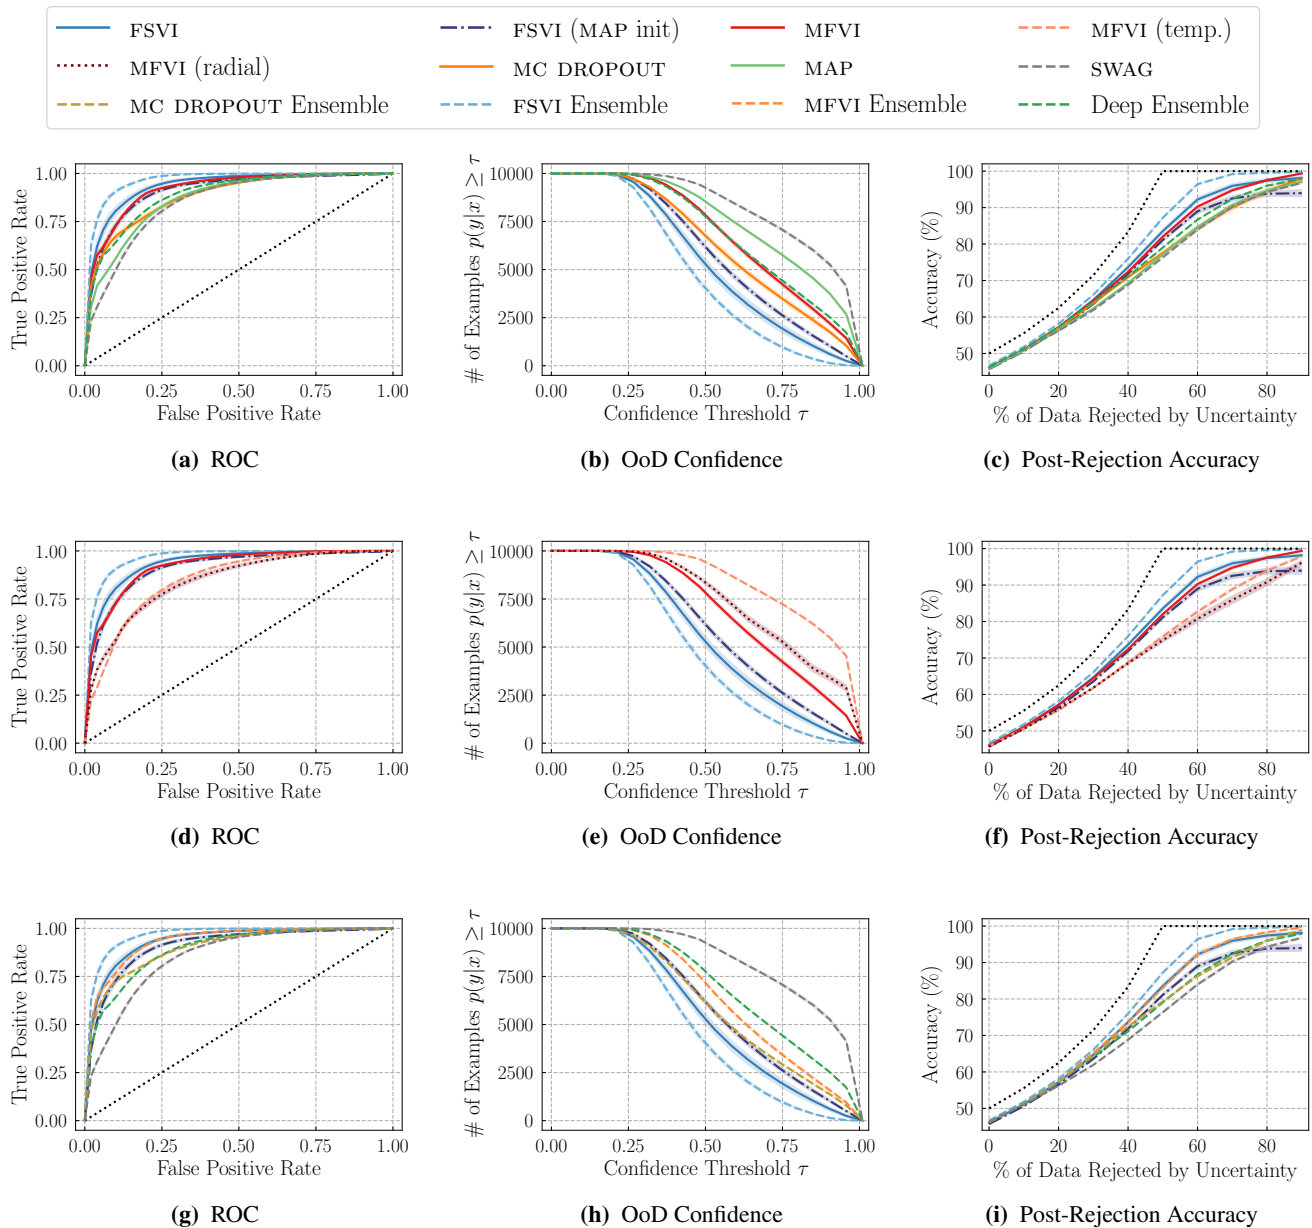 FSVI FSVI (MAP init) MFVI MFVI (temp.)
MFVI (radial) MC DROPOUT MAP SWAG
MC DROPOUT Ensemble FSVI Ensemble MFVI Ensemble Deep Ensemble
True Positive Rate
1.00
0.75
0.50
0.25
0.00
0.00 0.25 0.50 0.75 1.00
False Positive Rate
(a) ROC
# of Examples p(y|x) ≥ τ
10000
7500
5000
2500
0
0.00 0.25 0.50 0.75 1.00
Confidence Threshold τ
(b) OoD Confidence
Accuracy (%)
100
90
80
70
60
50
0 20 40 60 80
% of Data Rejected by Uncertainty
(c) Post-Rejection Accuracy
True Positive Rate
1.00
0.75
0.50
0.25
0.00
0.00 0.25 0.50 0.75 1.00
False Positive Rate
(d) ROC
# of Examples p(y|x) ≥ τ
10000
7500
5000
2500
0
0.00 0.25 0.50 0.75 1.00
Confidence Threshold τ
(e) OoD Confidence
Accuracy (%)
100
90
80
70
60
50
0 20 40 60 80
% of Data Rejected by Uncertainty
(f) Post-Rejection Accuracy
True Positive Rate
1.00
0.75
0.50
0.25
0.00
0.00 0.25 0.50 0.75 1.00
False Positive Rate
(g) ROC
# of Examples p(y|x) ≥ τ
10000
7500
5000
2500
0
0.00 0.25 0.50 0.75 1.00
Confidence Threshold τ
(h) OoD Confidence
Accuracy (%)
100
90
80
70
60
50
0 20 40 60 80
% of Data Rejected by Uncertainty
(i) Post-Rejection Accuracy